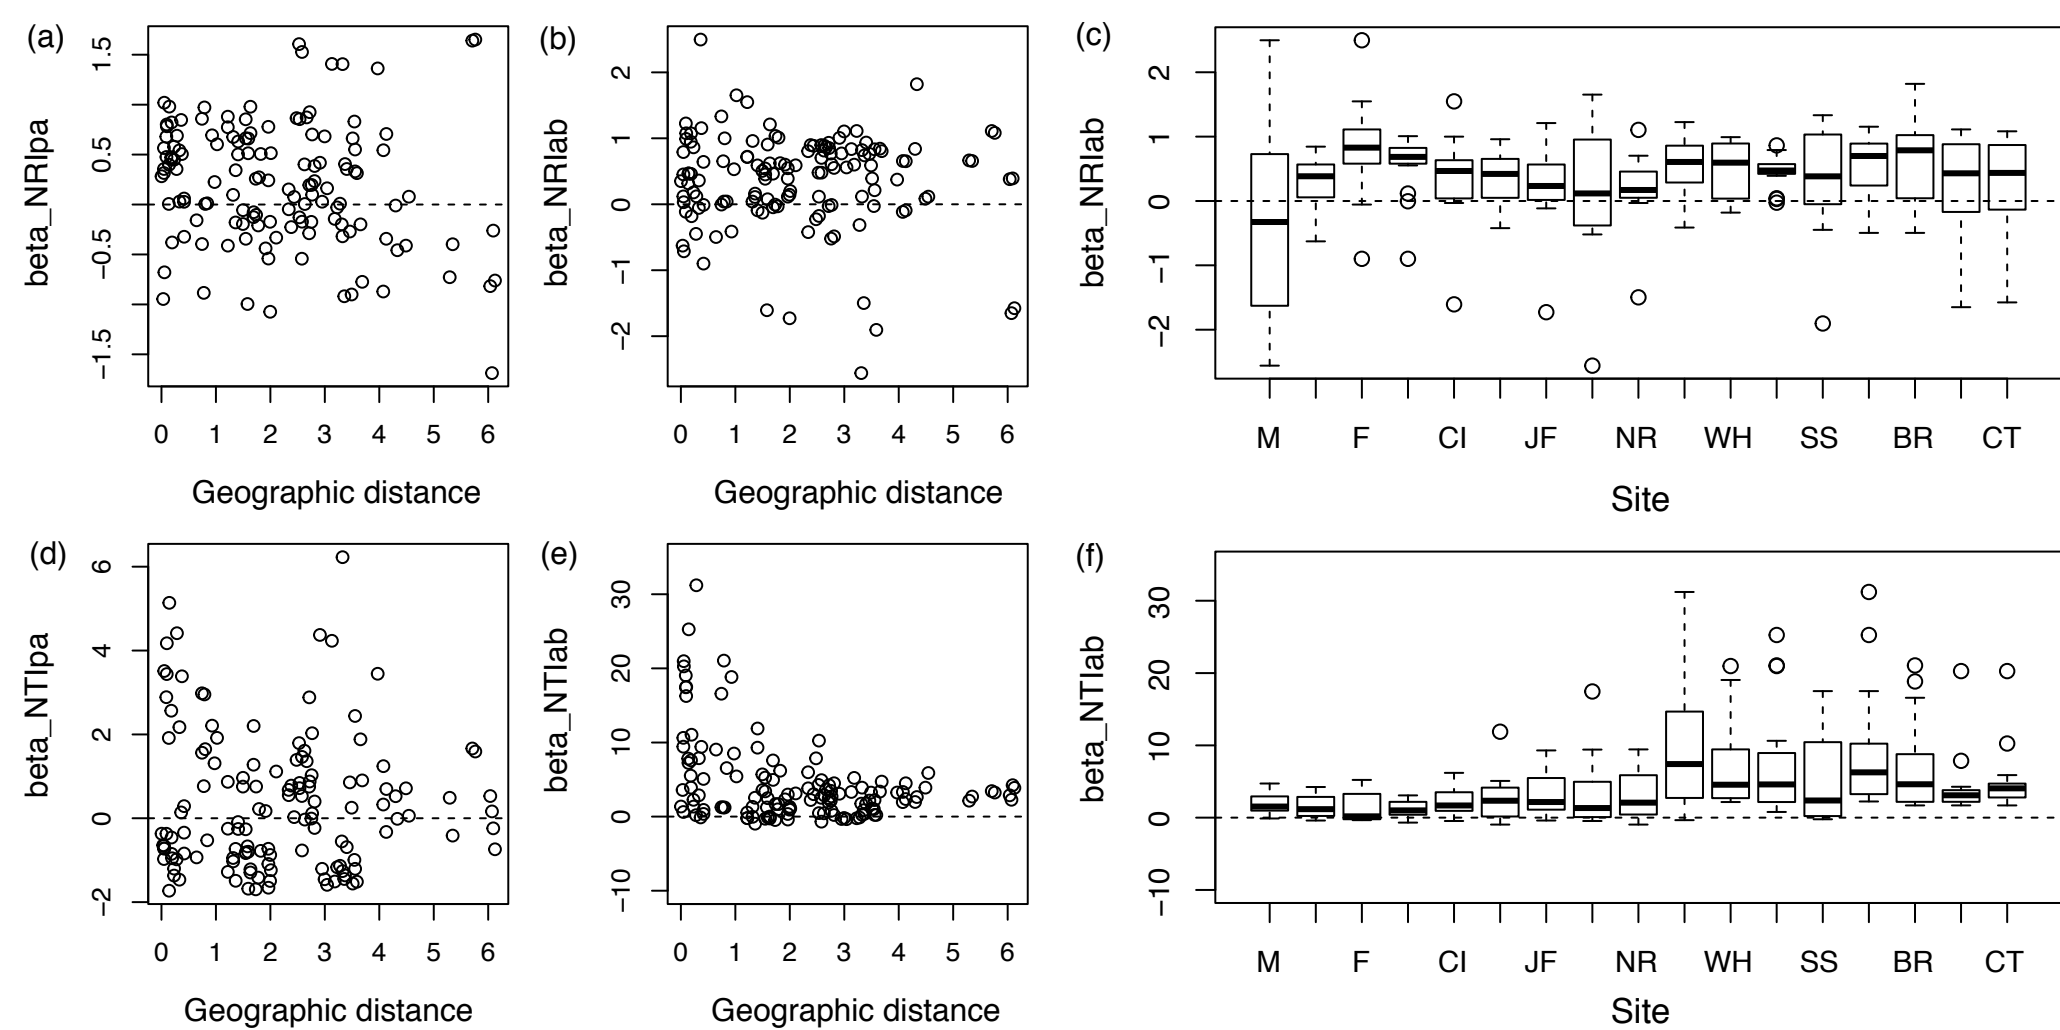 (a)
beta_NRIpa
−1.5
−0.5
0.5
1.5
0 1 2 3 4 5 6
Geographic distance
(b)
beta_NRIab
−2
−1
0
1
2
0 1 2 3 4 5 6
Geographic distance
(c)
beta_NRIab
−2
−1
0
1
2
M F CI JF NR WH SS BR CT
Site
(d)
beta_NTIpa
−2
0
2
4
6
0 1 2 3 4 5 6
Geographic distance
(e)
beta_NTIab
−10
0
10
20
30
0 1 2 3 4 5 6
Geographic distance
(f)
beta_NTIab
−10
0
10
20
30
M F CI JF NR WH SS BR CT
Site